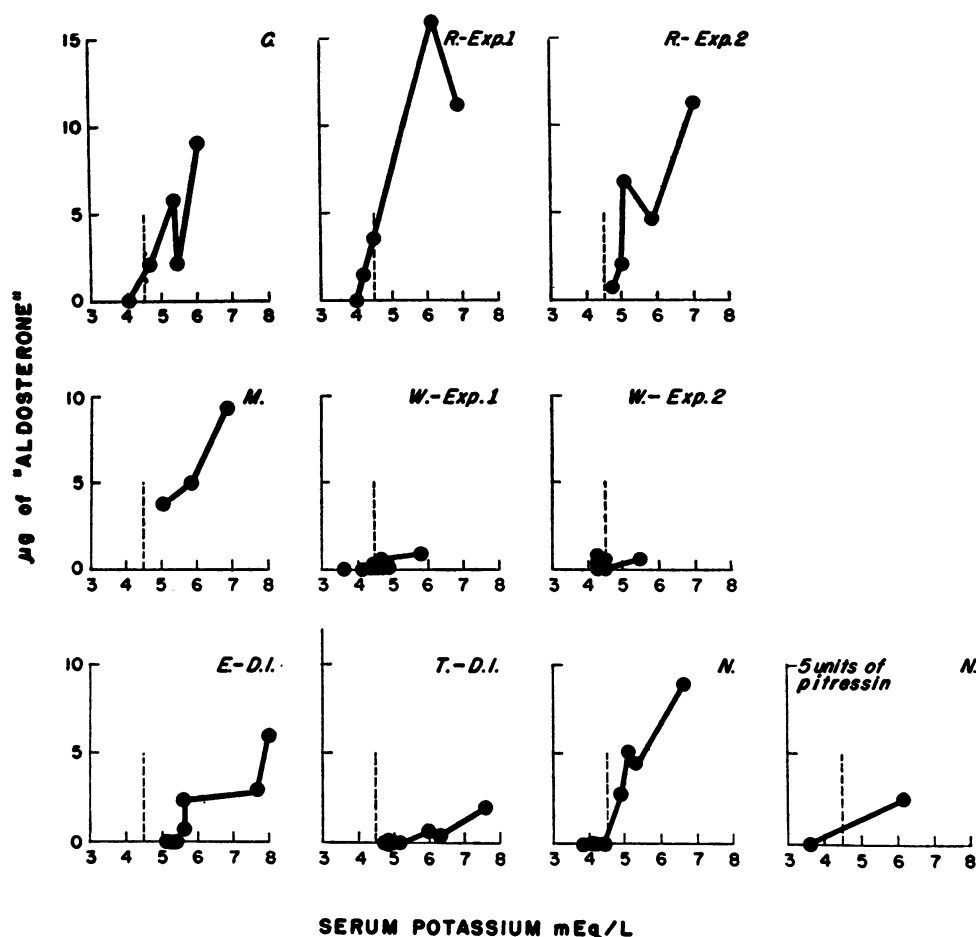 G.
R.-Exp.1
R.-Exp.2
15
10
5
0
3 4 5 6 7 8
3 4 5 6 7 8
3 4 5 6 7 8
M.
W.-Exp.1
W.-Exp.2
10
5
0
3 4 5 6 7 8
3 4 5 6 7 8
3 4 5 6 7 8
E.-D.I.
T.-D.I.
N.
5 units of
pitressin
N.
10
5
0
3 4 5 6 7 8
3 4 5 6 7 8
3 4 5 6 7 8
3 4 5 6 7 8
µg of "ALDOSTERONE"
SERUM POTASSIUM mEq/L